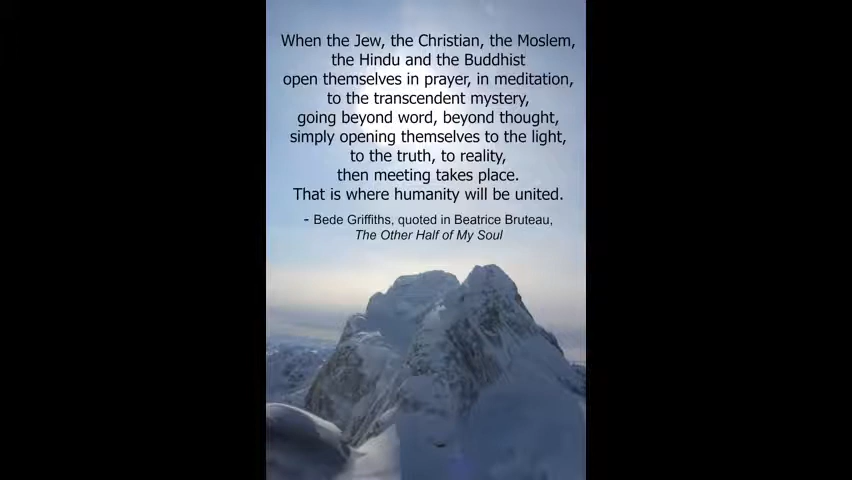 When the Jew, the Christian, the Moslem,
the Hindu and the Buddhist
open themselves in prayer, in meditation,
to the transcendent mystery,
going beyond word, beyond thought,
simply opening themselves to the light,
to the truth, to reality,
then meeting takes place.
That is where humanity will be united.
- Bede Griffiths, quoted in Beatrice Bruteau,
The Other Half of My Soul